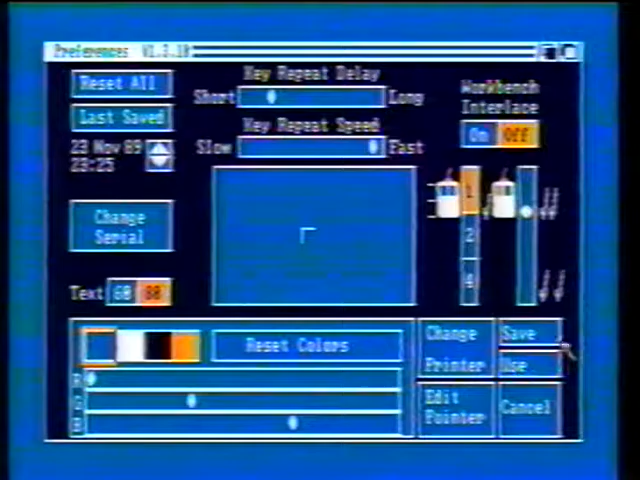 Preferences V1.3.10
Reset All
Key Repeat Delay
Short Long
Last Saved
Key Repeat Speed
Slow Fast
23 Nov 89
23:25
Workbench
Interlace
On Off
Change
Serial
1
2
4
Text 60 80
Reset Colors
R
G
B
Change
Printer
Save
Use
Edit
Pointer
Cancel